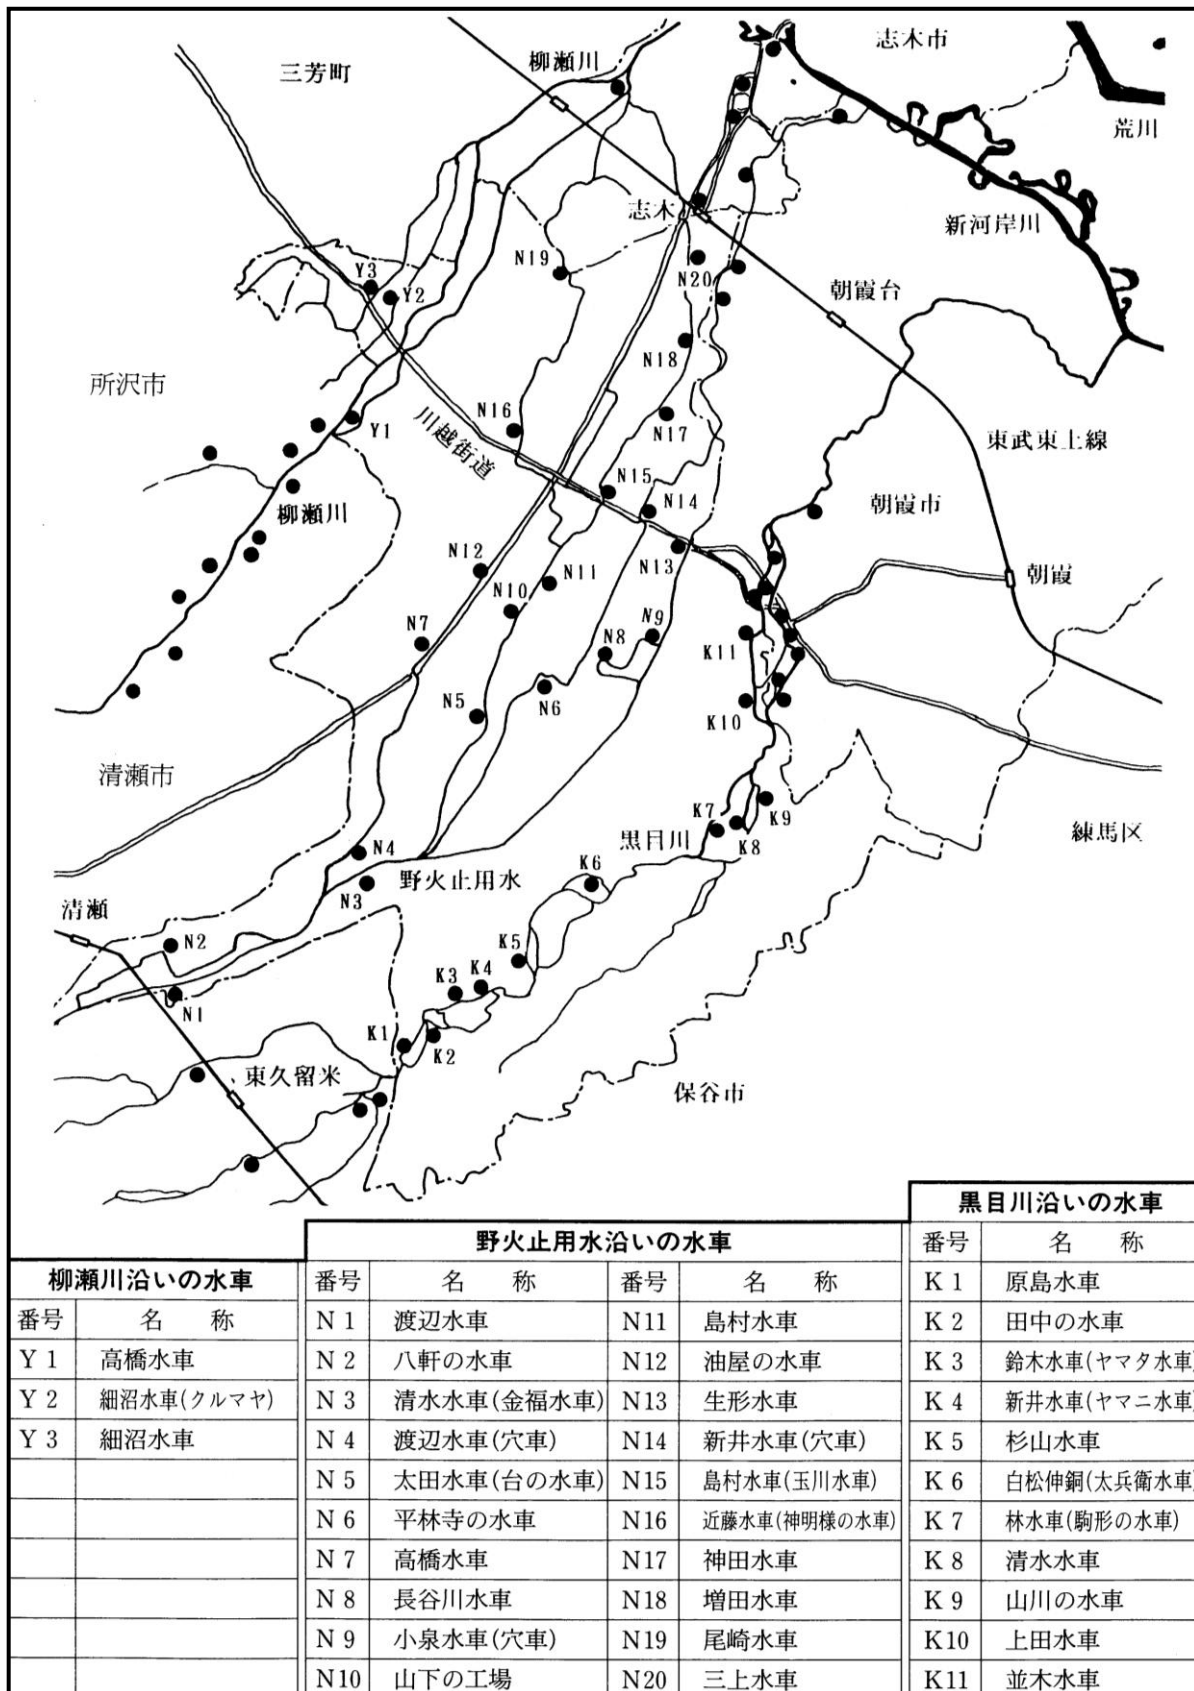 志木市
三芳町
柳瀬川
荒川
志木
新河岸川
N19
N20
Y3
Y2
朝霞台
N18
所沢市
N16
川越街道
Y1
N17
東武東上線
N15
N14
朝霞市
柳瀬川
N12
N13
N11
朝霞
N10
N7
N9
N8
K11
N5
N6
K10
清瀬市
K9
K7
K8
黒目川
練馬区
N4
K6
野火止用水
N3
清瀬
N2
K5
K4
K3
N1
K1
K2
東久留米
保谷市
柳瀬川沿いの水車
番号 名称
Y1 高橋水車
Y2 細沼水車(クルマヤ)
Y3 細沼水車
野火止用水沿いの水車
番号 名称 番号 名称
N1 渡辺水車 N11 島村水車
N2 八軒の水車 N12 油屋の水車
N3 清水水車(金福水車) N13 生形水車
N4 渡辺水車(穴車) N14 新井水車(穴車)
N5 太田水車(台の水車) N15 島村水車(玉川水車)
N6 平林寺の水車 N16 近藤水車(神明様の水車)
N7 高橋水車 N17 神田水車
N8 長谷川水車 N18 増田水車
N9 小泉水車(穴車) N19 尾崎水車
N10 山下の工場 N20 三上水車
黒目川沿いの水車
番号 名称
K1 原島水車
K2 田中の水車
K3 鈴木水車(ヤマタ水車)
K4 新井水車(ヤマニ水車)
K5 杉山水車
K6 白松伸銅(太兵衛水車)
K7 林水車(駒形の水車)
K8 清水水車
K9 山川の水車
K10 上田水車
K11 並木水車